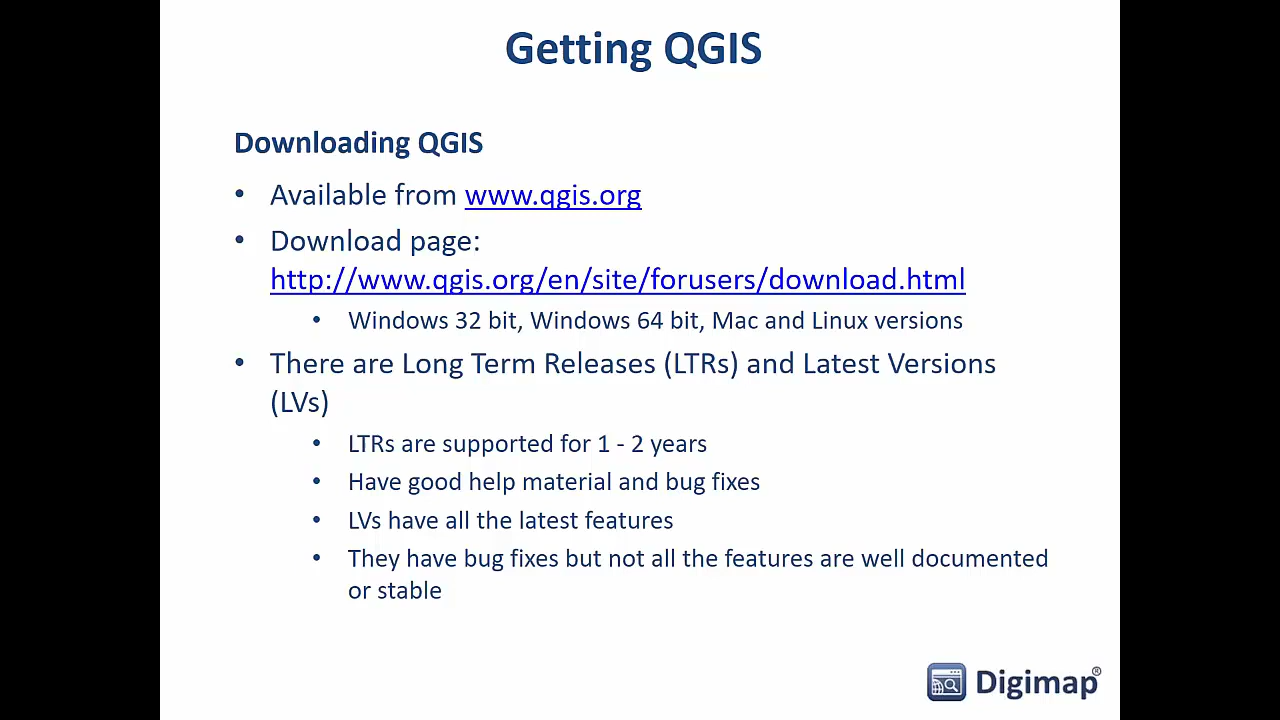 Getting QGIS
Downloading QGIS
• Available from www.qgis.org
• Download page:
http://www.qgis.org/en/site/forusers/download.html
• Windows 32 bit, Windows 64 bit, Mac and Linux versions
• There are Long Term Releases (LTRs) and Latest Versions
(LVs)
• LTRs are supported for 1 - 2 years
• Have good help material and bug fixes
• LVs have all the latest features
• They have bug fixes but not all the features are well documented
or stable
Digimap®